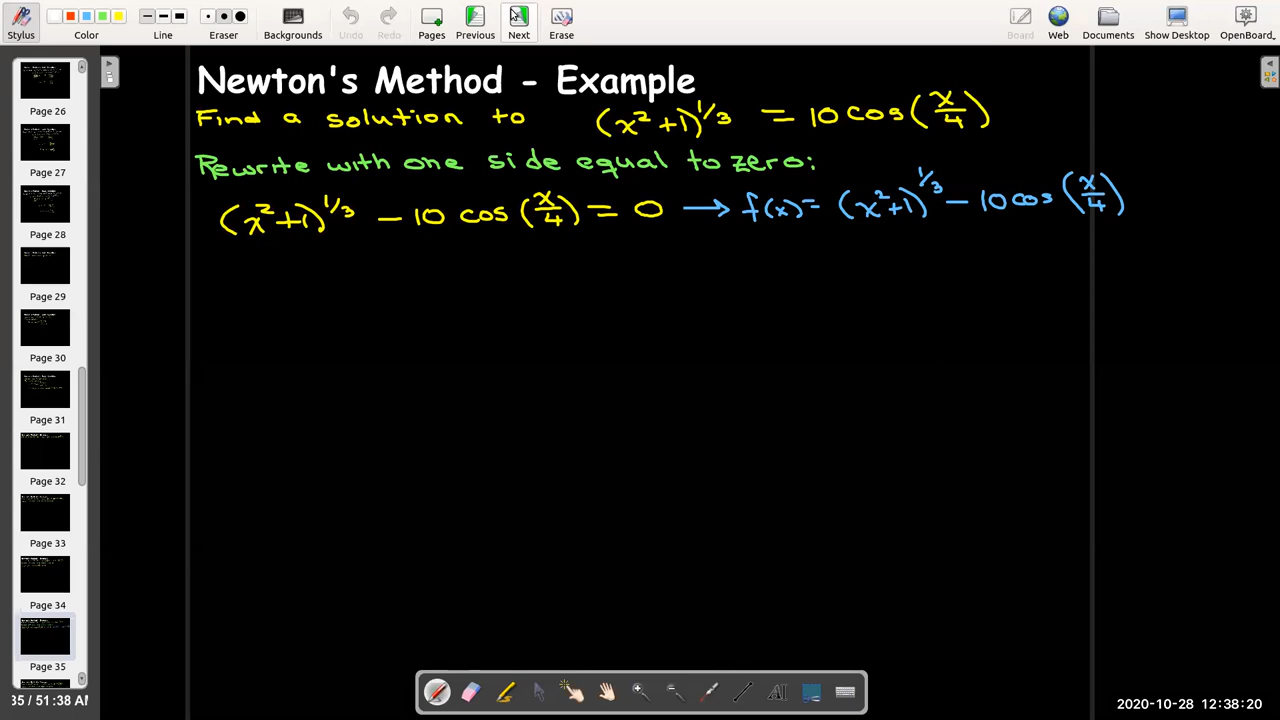 Stylus Color Line Eraser Backgrounds Undo Redo Pages Previous Next Erase Board Web Documents Show Desktop OpenBoard
Newton's Method - Example
Find a solution to (x²+1)^1/3 = 10 cos(x/4)
Rewrite with one side equal to zero:
(x²+1)^1/3 - 10 cos(x/4) = 0 → f(x)= (x²+1)^1/3 - 10 cos(x/4)
Page 26
Page 27
Page 28
Page 29
Page 30
Page 31
Page 32
Page 33
Page 34
Page 35
35 / 51:38 AM
2020-10-28 12:38:20